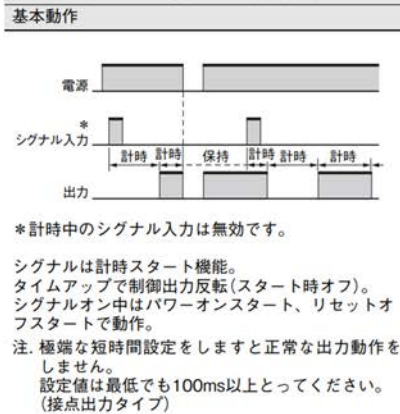 基本動作
電源
*
シグナル入力
計時 計時 保持 計時 計時 計時
出力
*計時中のシグナル入力は無効です。
シグナルは計時スタート機能。
タイムアップで制御出力反転(スタート時オフ)。
シグナルオン中はパワーオンスタート、リセットオ
フスタートで動作。
注. 極端な短時間設定をしますと正常な出力動作を
しません。
設定値は最低でも100ms以上とってください。
(接点出力タイプ)